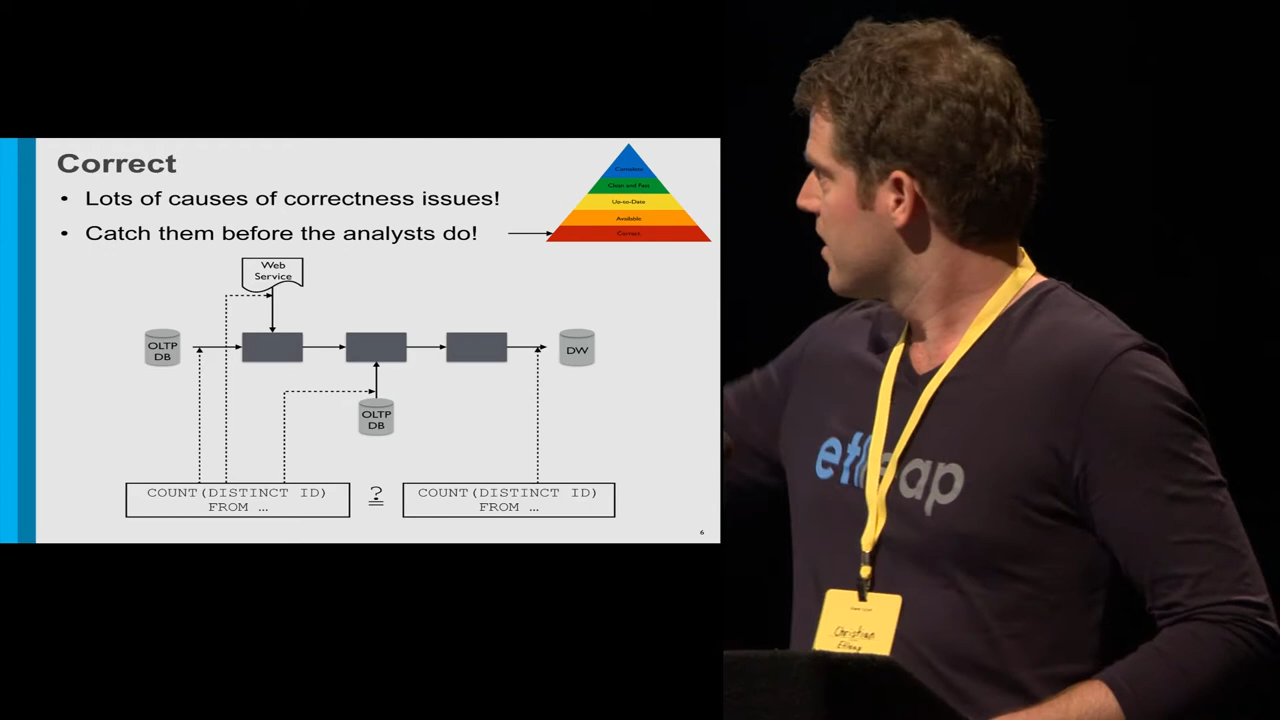 Correct
• Lots of causes of correctness issues!
• Catch them before the analysts do!
Complete
Clean and Fast
Up-to-Date
Available
Correct
Web
Service
OLTP
DB
DW
OLTP
DB
COUNT(DISTINCT ID)
FROM ...
?
=
COUNT(DISTINCT ID)
FROM ...
6
Christian
Etleap